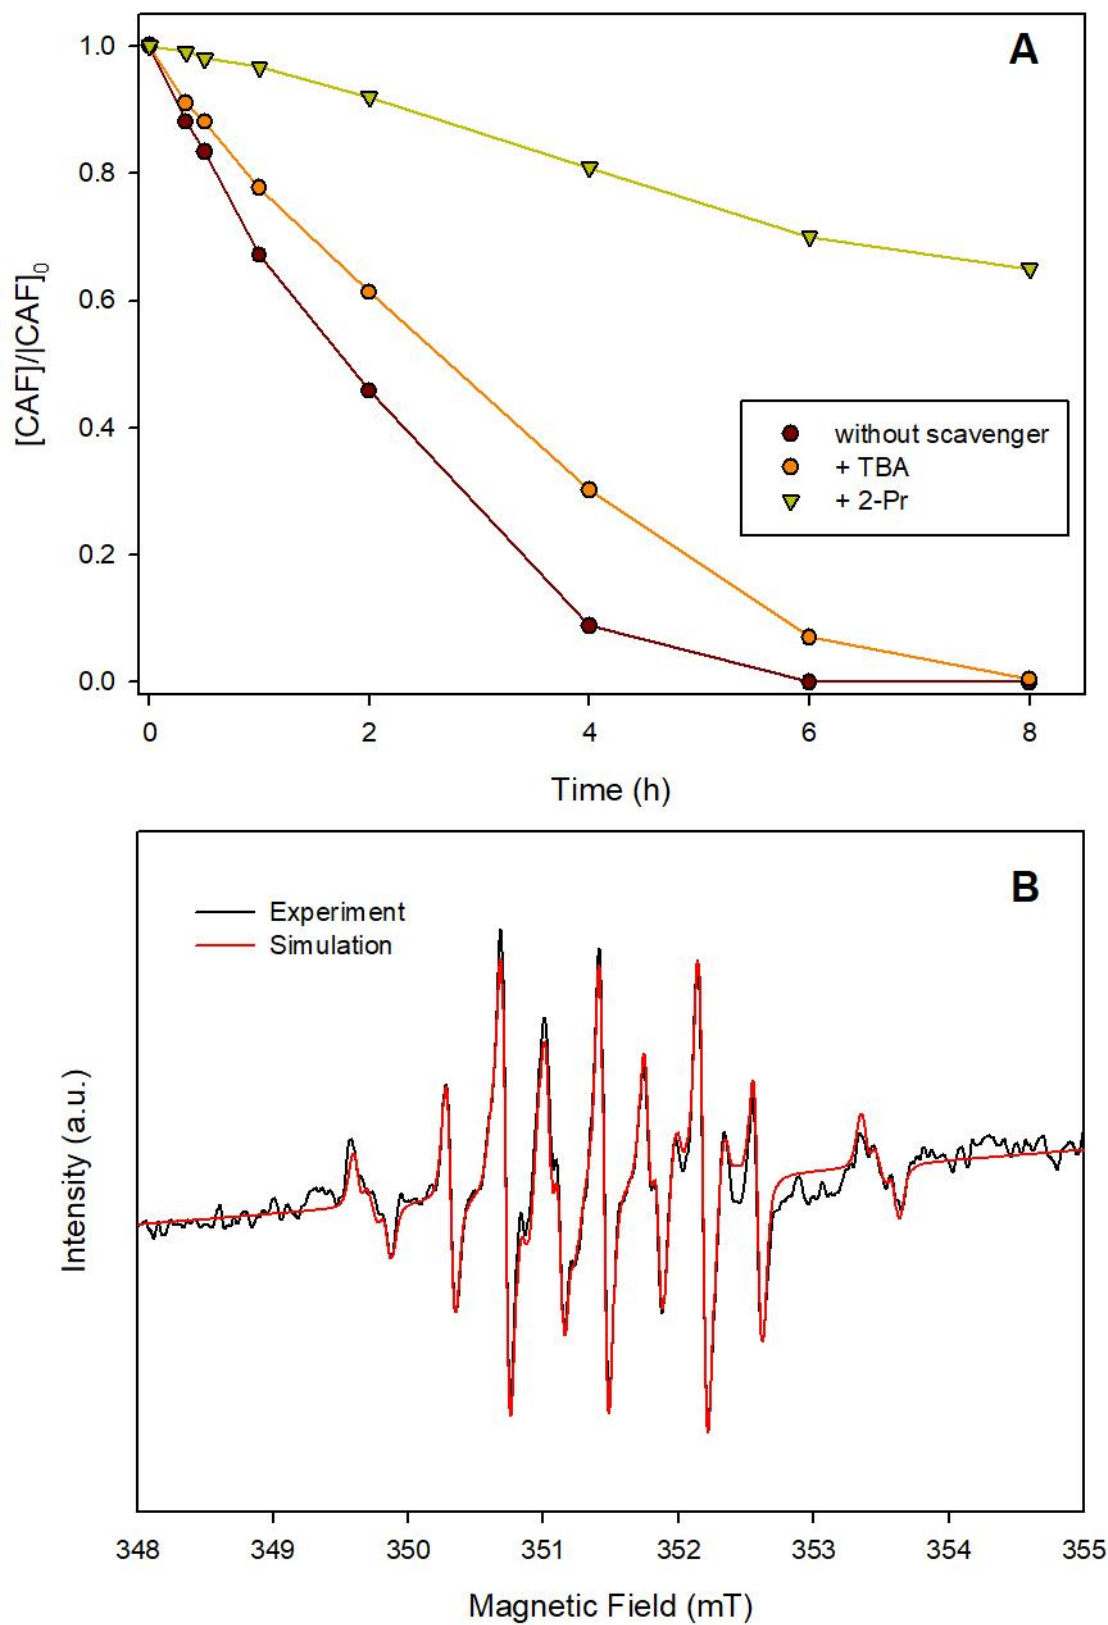 A
1.0
0.8
0.6
0.4
0.2
0.0
[CAF]/|CAF]0
without scavenger
+ TBA
+ 2-Pr
0 2 4 6 8
Time (h)
B
Experiment
Simulation
Intensity (a.u.)
348 349 350 351 352 353 354 355
Magnetic Field (mT)